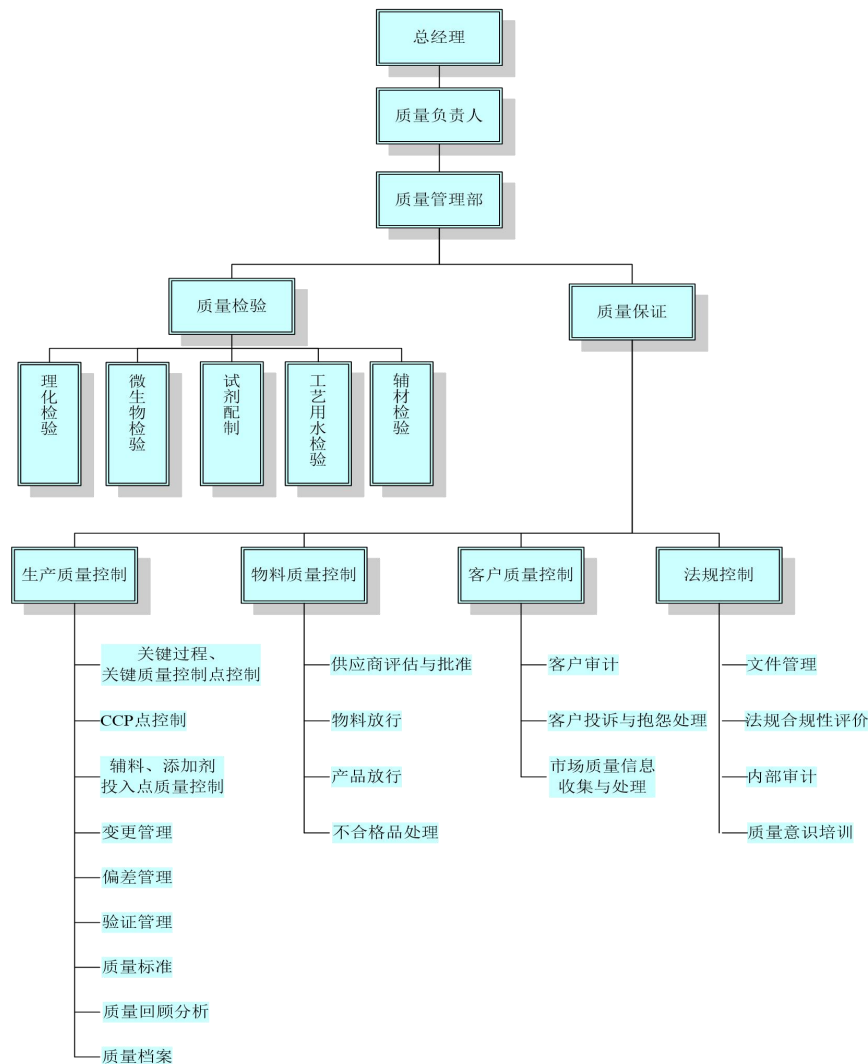 总经理
质量负责人
质量管理部
质量检验
质量保证
理化检验
微生物检验
试剂配制
工艺用水检验
辅材检验
生产质量控制
物料质量控制
客户质量控制
法规控制
关键过程、
关键质量控制点控制
CCP点控制
辅料、添加剂
投入点质量控制
变更管理
偏差管理
验证管理
质量标准
质量回顾分析
质量档案
供应商评估与批准
物料放行
产品放行
不合格品处理
客户审计
客户投诉与抱怨处理
市场质量信息
收集与处理
文件管理
法规合规性评价
内部审计
质量意识培训